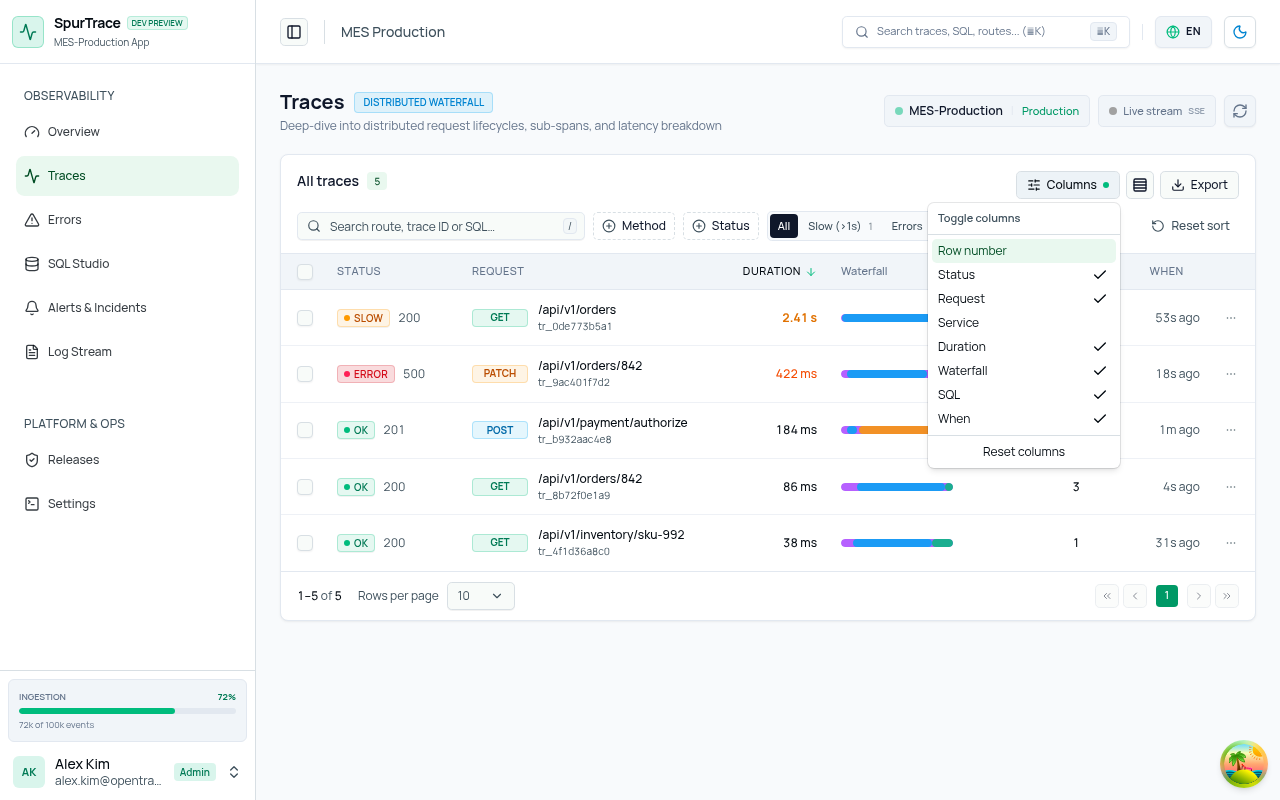 SpurTrace DEV PREVIEW
MES-Production App
OBSERVABILITY
Overview
Traces
Errors
SQL Studio
Alerts & Incidents
Log Stream
PLATFORM & OPS
Releases
Settings
INGESTION 72%
72k of 100k events
AK Alex Kim
alex.kim@opentra... Admin
MES Production
Search traces, SQL, routes... (⌘K) ⌘K
EN
Traces DISTRIBUTED WATERFALL
Deep-dive into distributed request lifecycles, sub-spans, and latency breakdown
MES-Production Production
Live stream SSE
All traces 5
Columns
Export
Search route, trace ID or SQL... /
Method
Status
All Slow (>1s) 1 Errors
Reset sort
STATUS REQUEST DURATION Waterfall WHEN
SLOW 200 GET /api/v1/orders 2.41 s 53s ago
tr_0de773b5a1
ERROR 500 PATCH /api/v1/orders/842 422 ms 18s ago
tr_9ac401f7d2
OK 201 POST /api/v1/payment/authorize 184 ms 1m ago
tr_b932aac4e8
OK 200 GET /api/v1/orders/842 86 ms 3 4s ago
tr_8b72f0e1a9
OK 200 GET /api/v1/inventory/sku-992 38 ms 1 31s ago
tr_4f1d36a8c0
Toggle columns
Row number
Status
Request
Service
Duration
Waterfall
SQL
When
Reset columns
1–5 of 5 Rows per page 10
1